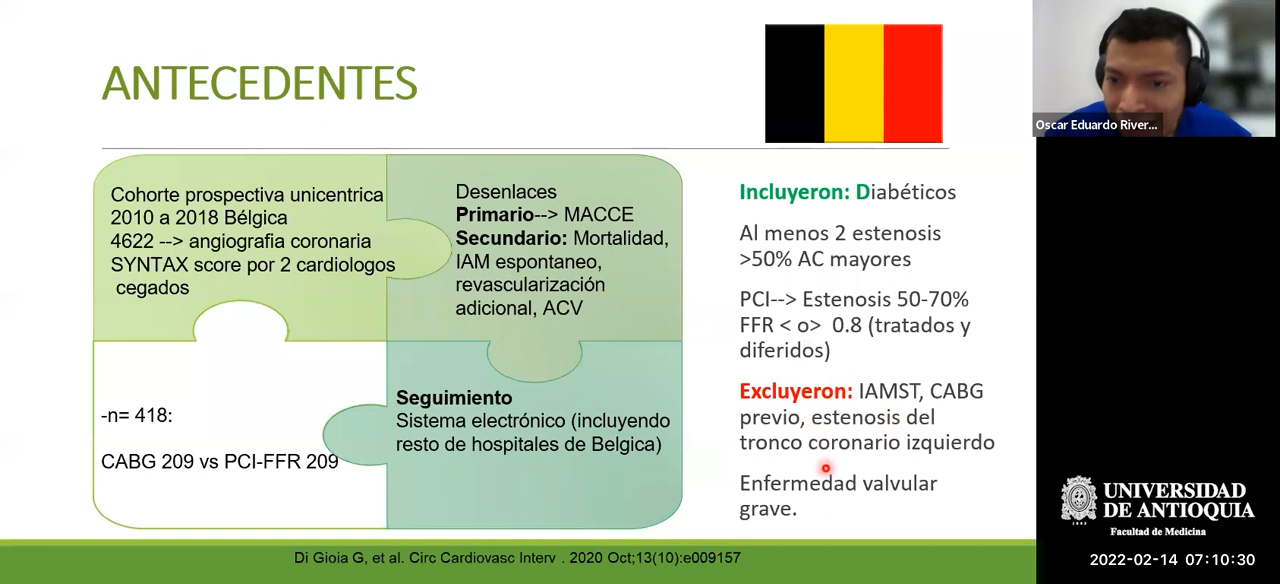 ANTECEDENTES
Cohorte prospectiva unicentrica
2010 a 2018 Bélgica
4622 --> angiografia coronaria
SYNTAX score por 2 cardiologos
cegados
Desenlaces
Primario--> MACCE
Secundario: Mortalidad,
IAM espontaneo,
revascularización
adicional, ACV
-n= 418:
CABG 209 vs PCI-FFR 209
Seguimiento
Sistema electrónico (incluyendo
resto de hospitales de Belgica)
Incluyeron: Diabéticos
Al menos 2 estenosis
>50% AC mayores
PCI--> Estenosis 50-70%
FFR < o> 0.8 (tratados y
diferidos)
Excluyeron: IAMST, CABG
previo, estenosis del
tronco coronario izquierdo
Enfermedad valvular
grave.
Di Gioia G, et al. Circ Cardiovasc Interv . 2020 Oct;13(10):e009157
Oscar Eduardo River...
UNIVERSIDAD
DE ANTIOQUIA
Facultad de Medicina
1803
2022-02-14 07:10:30